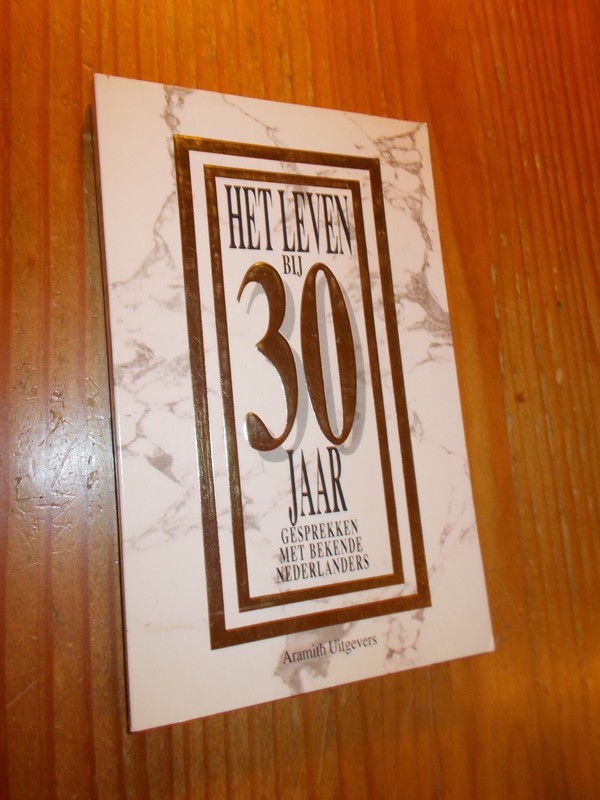 HET LEVEN
BIJ
30
JAAR
GESPREKKEN
MET BEKENDE
NEDERLANDERS
Aramith Uitgevers